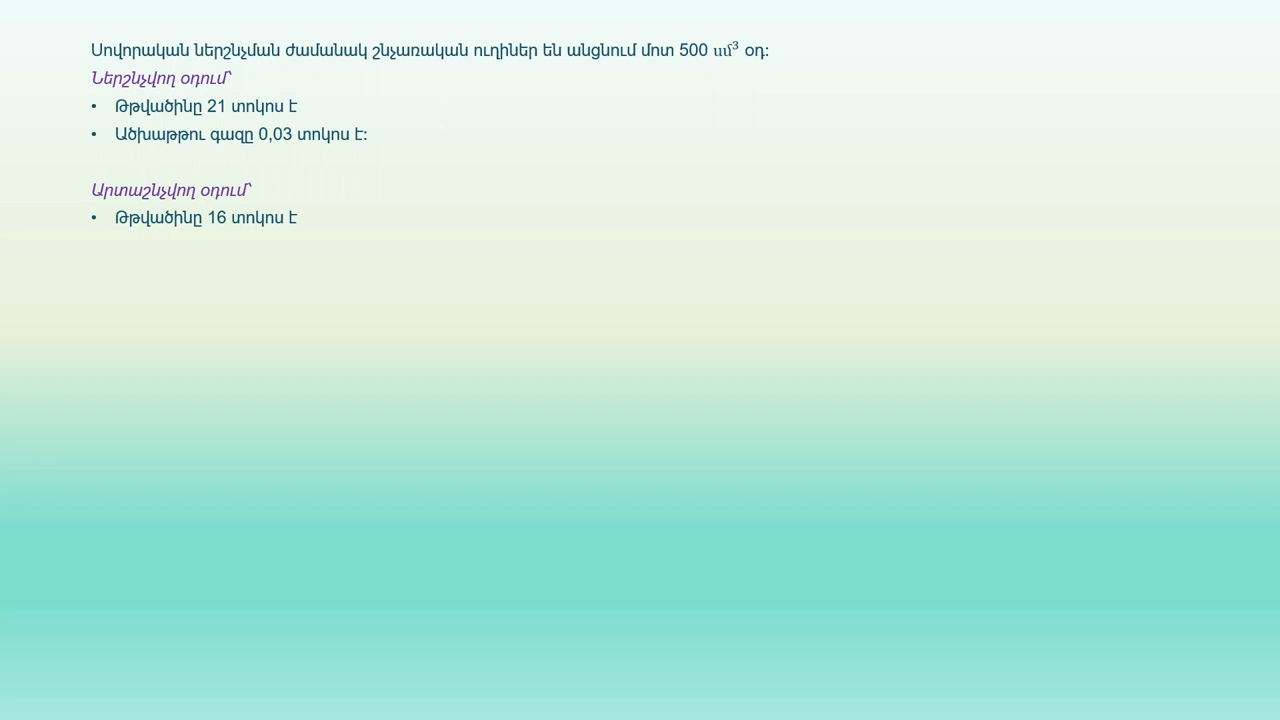 Սովորական ներշնչման ժամանակ շնչառական ուղիներ են անցնում մոտ 500 սմ³ օդ:
Ներշնչվող օդում՝
• Թթվածինը 21 տոկոս է
• Ածխաթթու գազը 0,03 տոկոս է:
Արտաշնչվող օդում՝
• Թթվածինը 16 տոկոս է